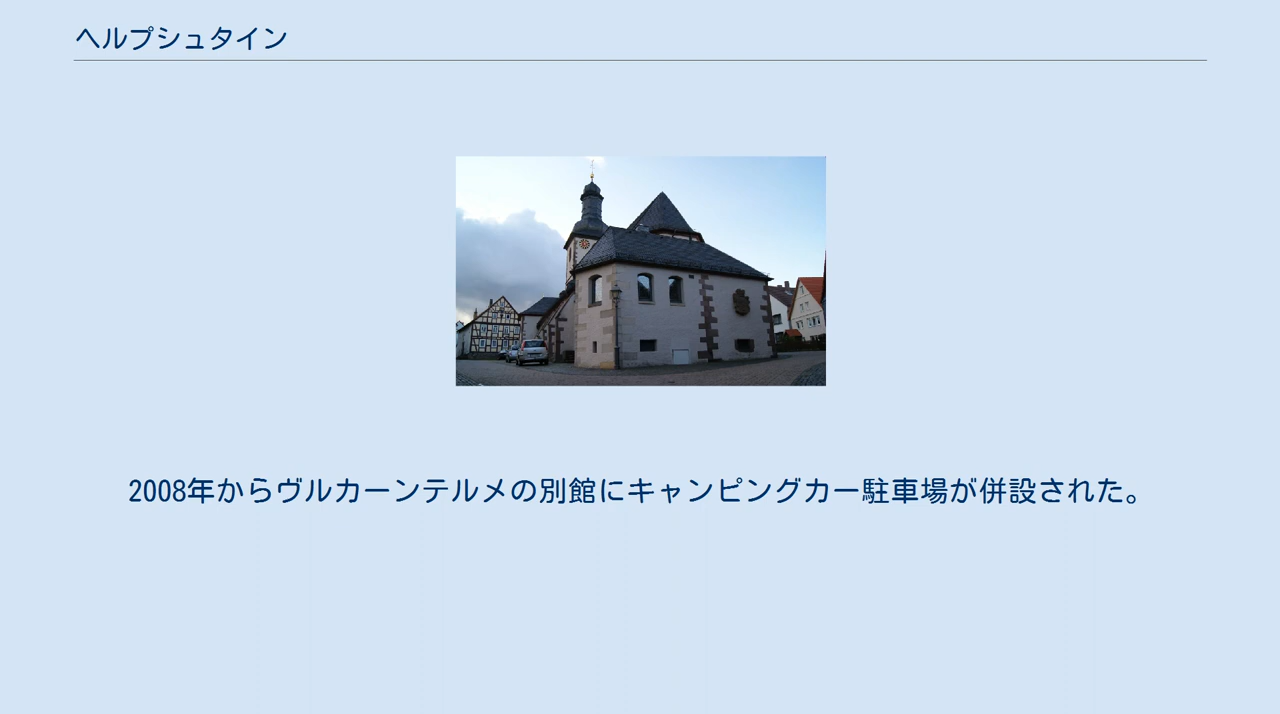 ヘルプシュタイン
2008年からヴルカーンテルメの別館にキャンピングカー駐車場が併設された。